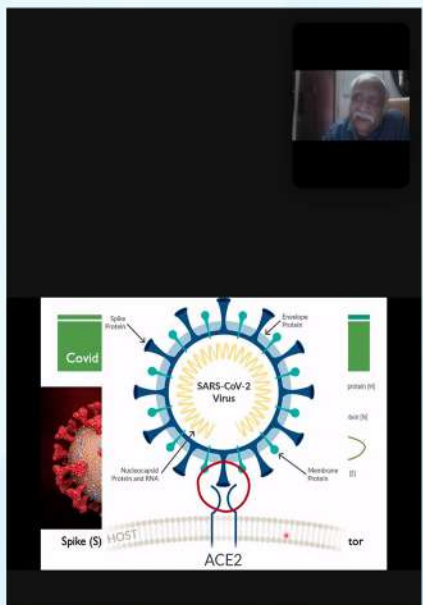 Spike
Protein
Envelope
Protein
Covid
SARS-CoV-2
Virus
protein (M)
Nucleocapsid
Protein and RNA
Membrane
Protein
Spike (S)
HOST
tor
ACE2